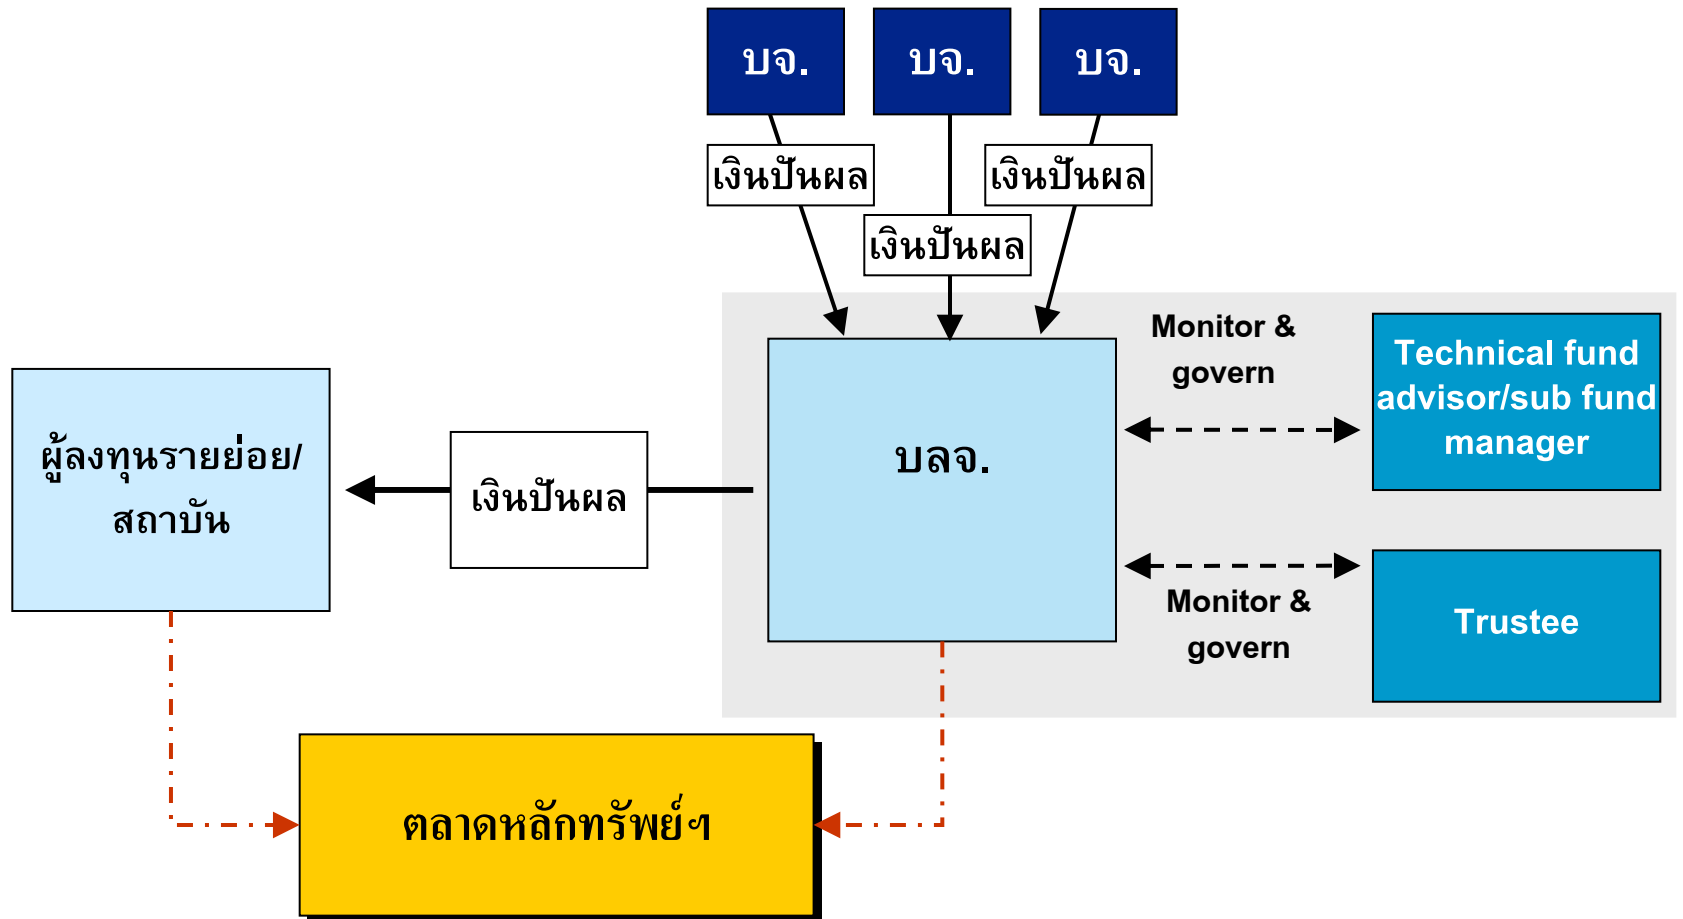 บจ.
บจ.
บจ.
เงินปันผล
เงินปันผล
เงินปันผล
Monitor &
govern
Technical fund
advisor/sub fund
manager
ผู้ลงทุนรายย่อย/
สถาบัน
เงินปันผล
บลจ.
Monitor &
govern
Trustee
ตลาดหลักทรัพย์ฯ